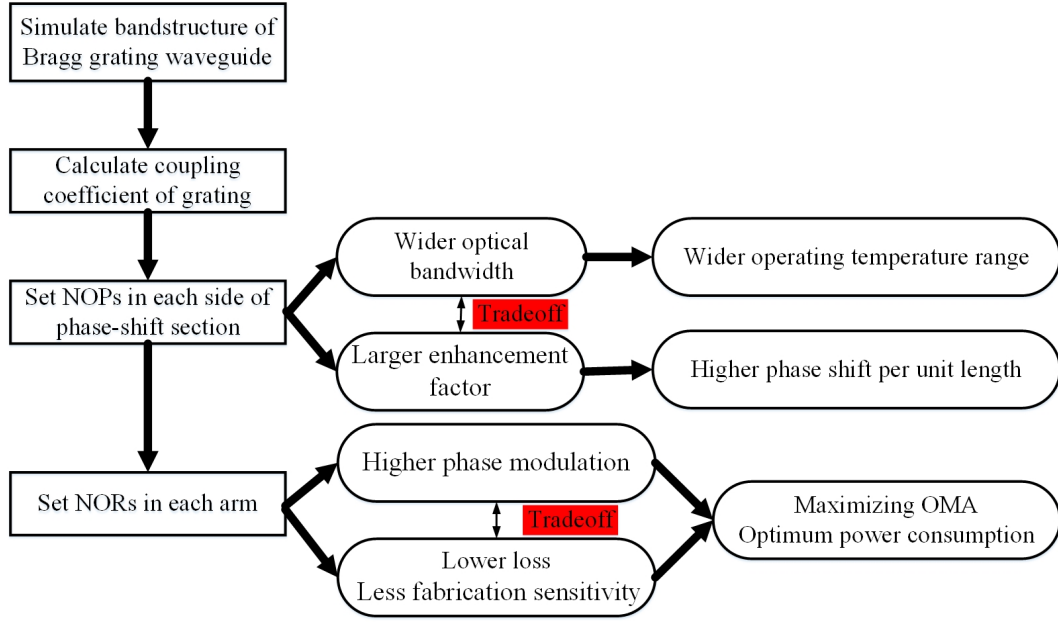 Simulate bandstructure of
Bragg grating waveguide
Calculate coupling
coefficient of grating
Set NOPs in each side of
phase-shift section
Wider optical
bandwidth
Wider operating temperature range
Tradeoff
Larger enhancement
factor
Higher phase shift per unit length
Set NORs in each arm
Higher phase modulation
Tradeoff
Lower loss
Less fabrication sensitivity
Maximizing OMA
Optimum power consumption